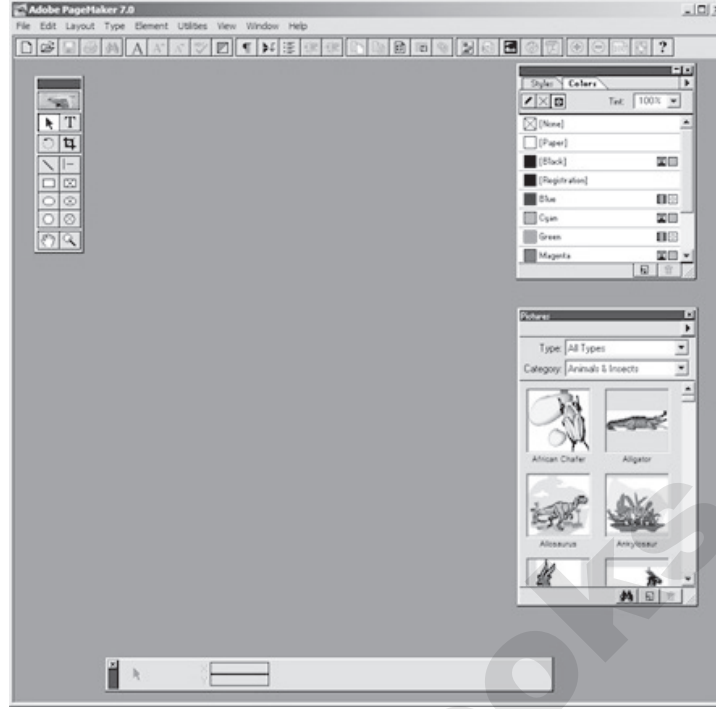 Adobe PageMaker 7.0
File Edit Layout Type Element Utilities View Window Help
Styles Colors
Tint: 100%
[None]
[Paper]
[Black]
[Registration]
Blue
Cyan
Green
Magenta
Pictures
Type: All Types
Category: Animals & Insects
African Chafer Alligator
Allosaurus Ankylosaur